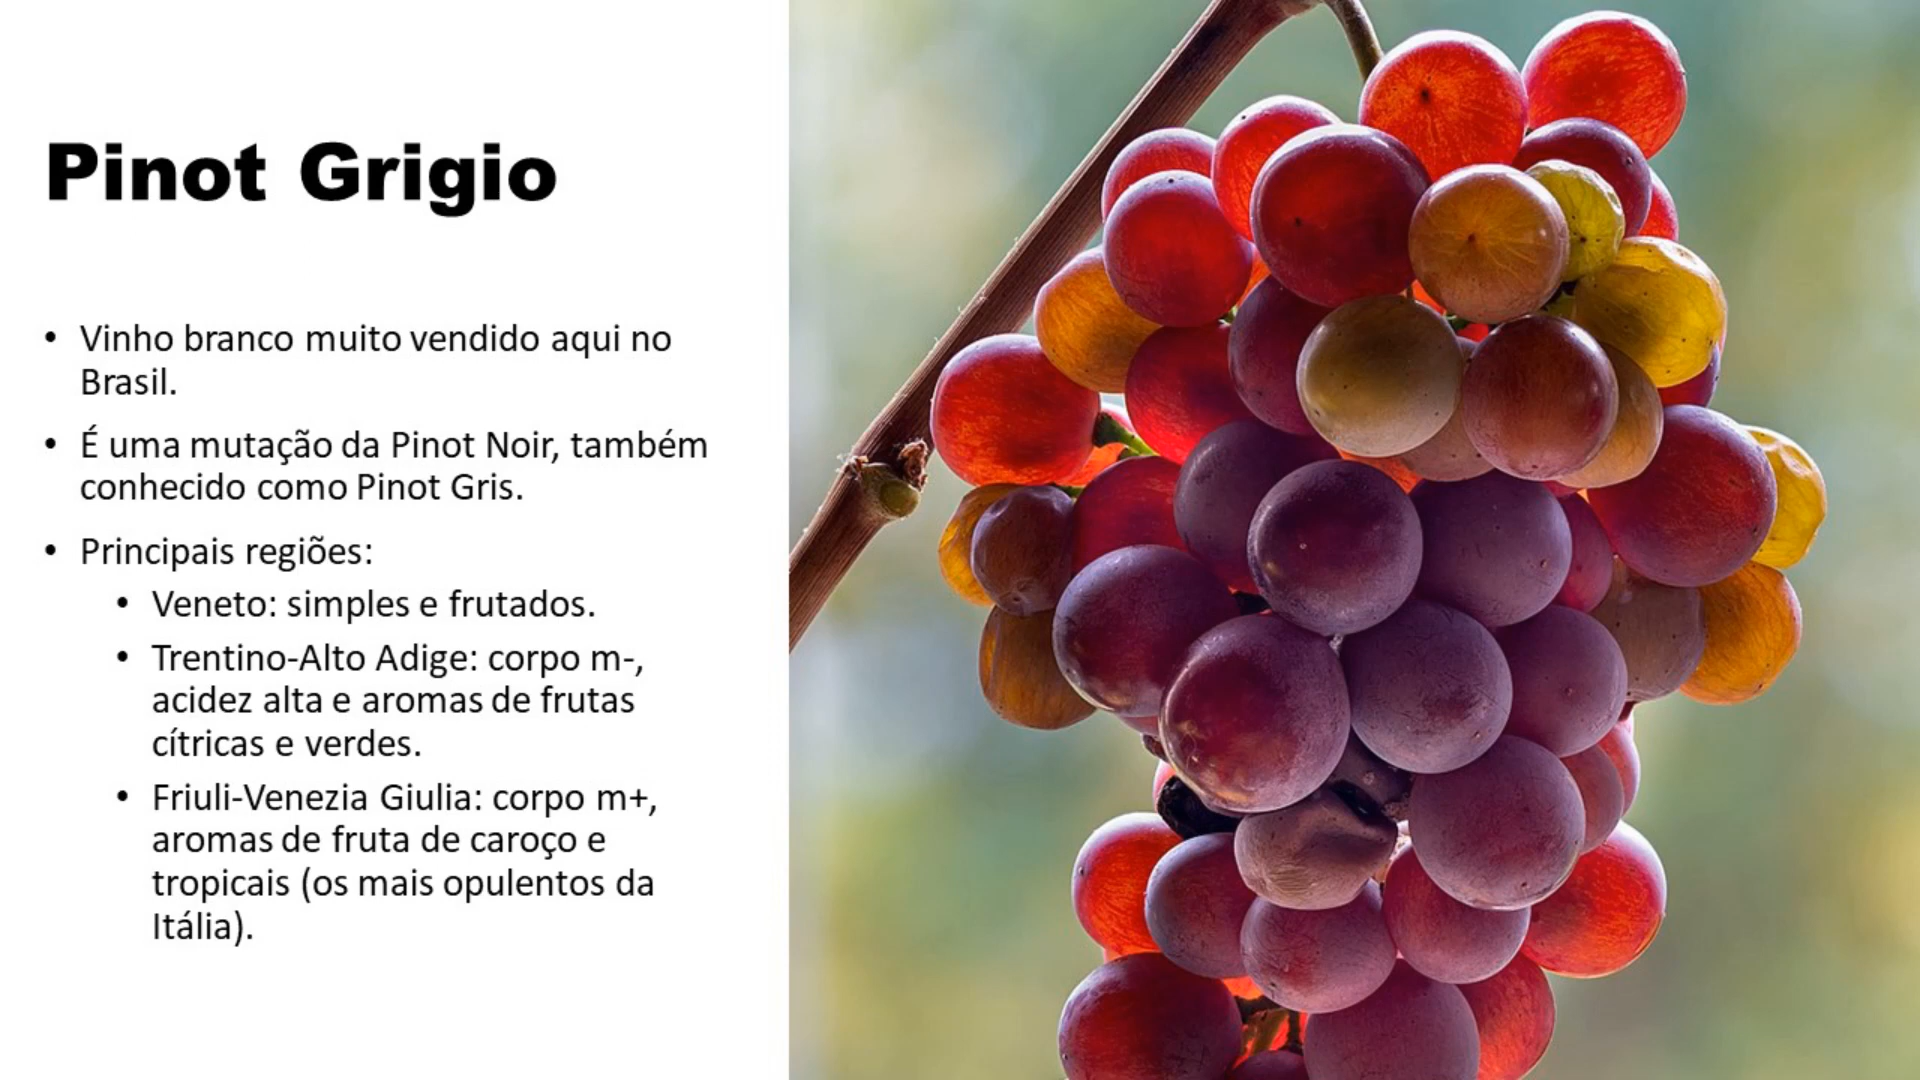 Pinot Grigio
• Vinho branco muito vendido aqui no
Brasil.
• É uma mutação da Pinot Noir, também
conhecido como Pinot Gris.
• Principais regiões:
• Veneto: simples e frutados.
• Trentino-Alto Adige: corpo m-,
acidez alta e aromas de frutas
cítricas e verdes.
• Friuli-Venezia Giulia: corpo m+,
aromas de fruta de caroço e
tropicais (os mais opulentos da
Itália).